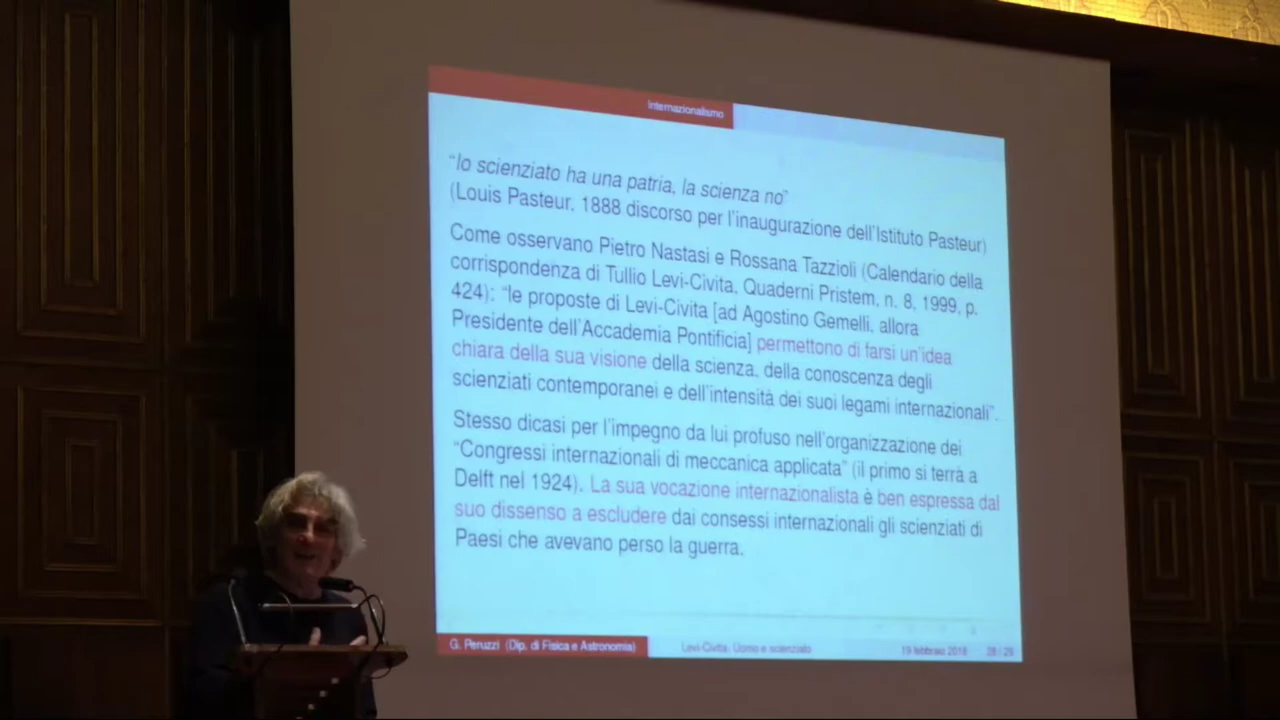 Internazionalismo
“lo scienziato ha una patria, la scienza no”
(Louis Pasteur, 1888 discorso per l'inaugurazione dell'Istituto Pasteur)
Come osservano Pietro Nastasi e Rossana Tazzioli (Calendario della
corrispondenza di Tullio Levi-Civita, Quaderni Pristem, n. 8, 1999, p.
424): “le proposte di Levi-Civita [ad Agostino Gemelli, allora
Presidente dell'Accademia Pontificia] permettono di farsi un'idea
chiara della sua visione della scienza, della conoscenza degli
scienziati contemporanei e dell'intensità dei suoi legami internazionali”.
Stesso dicasi per l'impegno da lui profuso nell'organizzazione dei
“Congressi internazionali di meccanica applicata” (il primo si terrà a
Delft nel 1924). La sua vocazione internazionalista è ben espressa dal
suo dissenso a escludere dai consessi internazionali gli scienziati di
Paesi che avevano perso la guerra.
G. Peruzzi (Dip. di Fisica e Astronomia) Levi-Civita. Uomo e scienziato 19 febbraio 2018 28 / 29